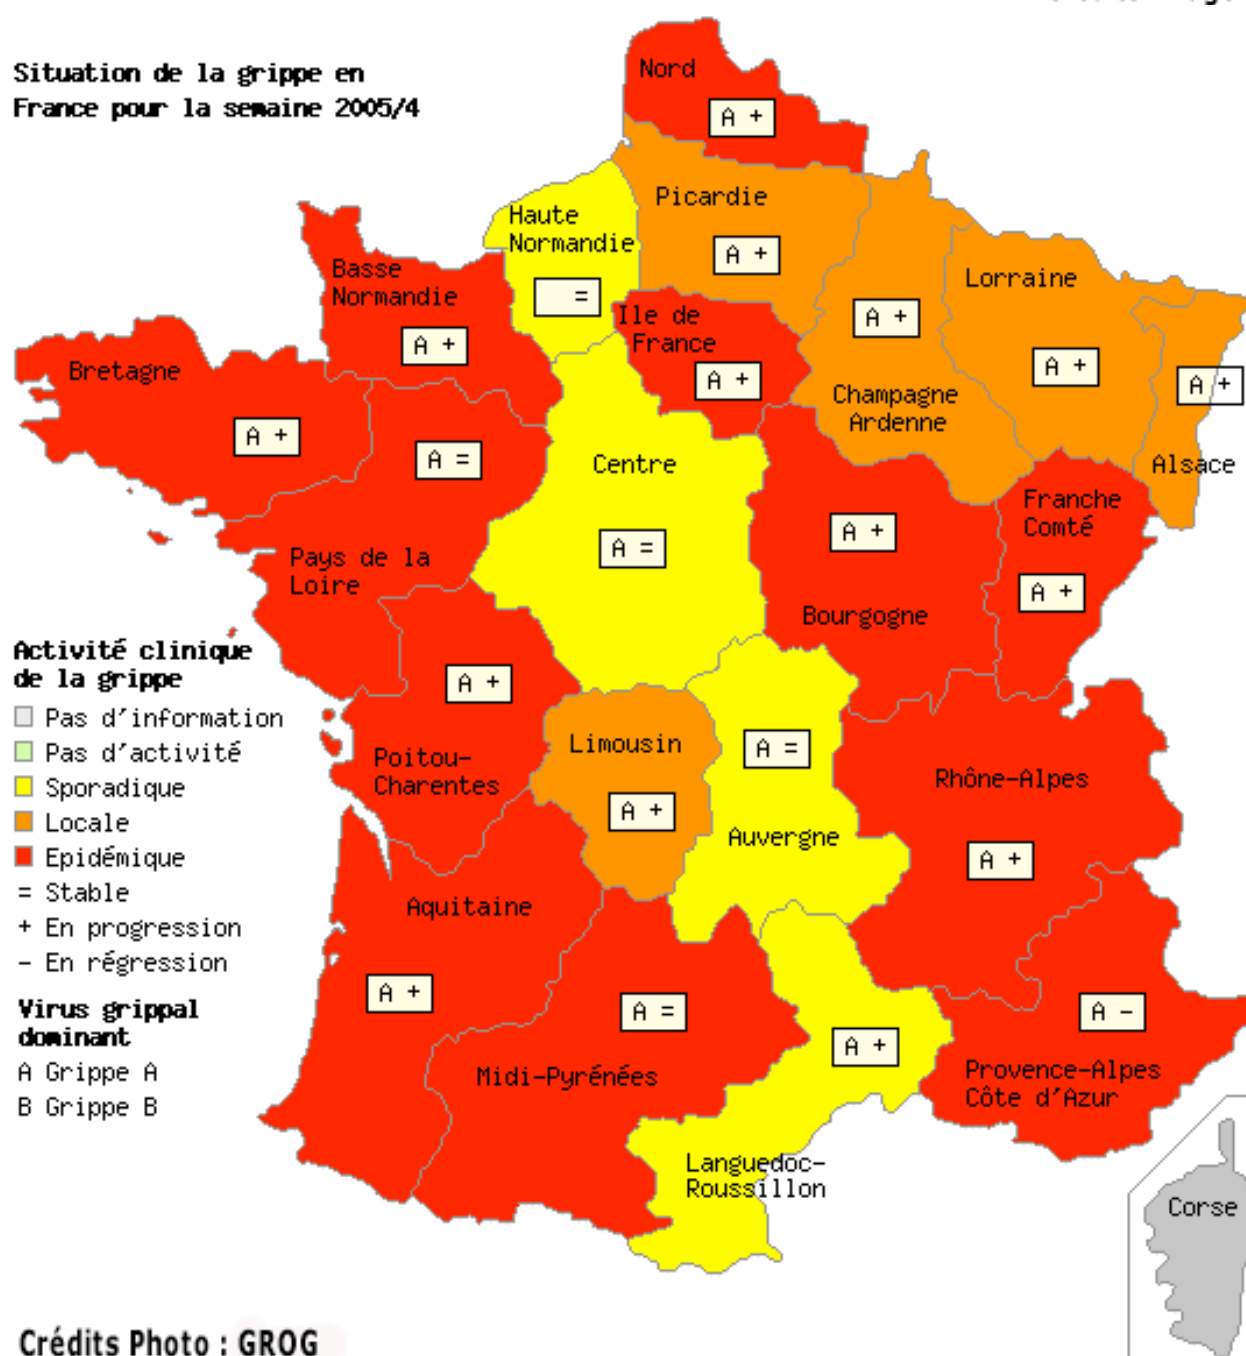 Situation de la grippe en
France pour la semaine 2005/4
Nord
A +
Picardie
A +
Haute
Normandie
=
Basse
Normandie
A +
Ile de
France
A +
A +
Champagne
Ardenne
Lorraine
A +
A +
Alsace
Bretagne
A +
A =
Pays de la
Loire
Centre
A =
A +
Bourgogne
Franche
Comté
A +
A +
Poitou-
Charentes
Limousin
A +
A =
Auvergne
Rhône-Alpes
A +
Aquitaine
A +
A =
Midi-Pyrénées
A +
Languedoc-
Roussillon
A -
Provence-Alpes
Côte d'Azur
Corse
Activité clinique
de la grippe
Pas d'information
Pas d'activité
Sporadique
Locale
Epidémique
= Stable
+ En progression
- En régression
Virus grippal
dominant
A Grippe A
B Grippe B
Crédits Photo : GROG